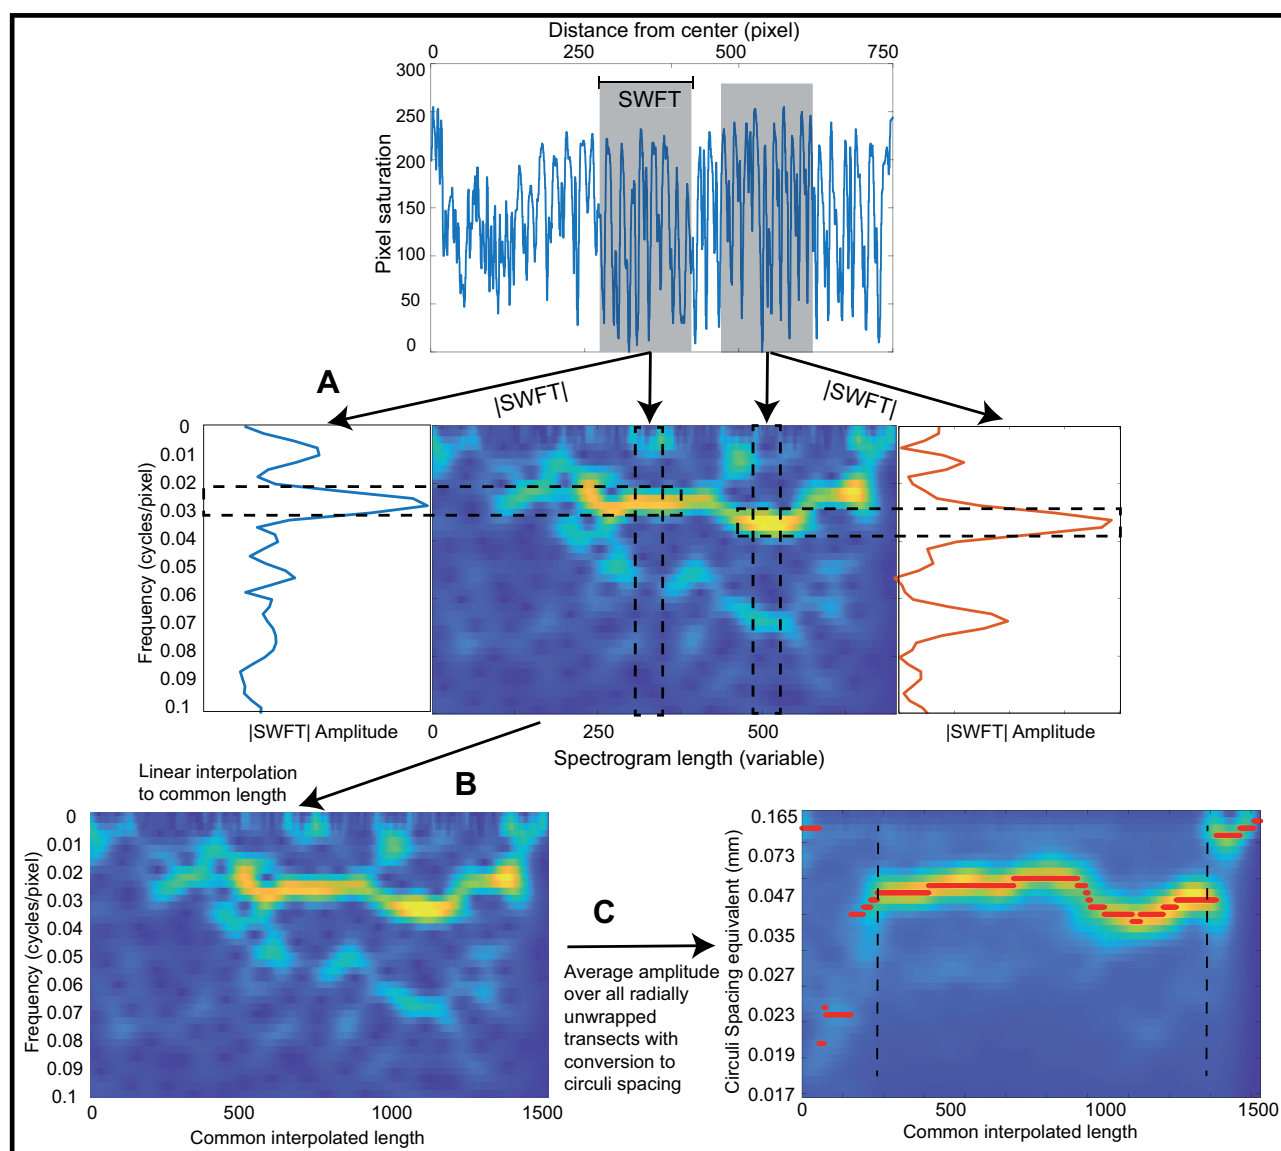 Distance from center (pixel)
0 250 500 750
300
250
200
150
100
50
0
Pixel saturation
SWFT
A
|SWFT|
|SWFT|
0
0.01
0.02
0.03
0.04
0.05
0.06
0.07
0.08
0.09
0.1
Frequency (cycles/pixel)
|SWFT| Amplitude
0 250 500
|SWFT| Amplitude
Spectrogram length (variable)
Linear interpolation
to common length
B
0
0.01
0.02
0.03
0.04
0.05
0.06
0.07
0.08
0.09
0.1
Frequency (cycles/pixel)
0 500 1000 1500
Common interpolated length
C
Average amplitude
over all radially
unwrapped
transects with
conversion to
circuli spacing
0.165
0.073
0.047
0.035
0.027
0.023
0.019
0.017
Circuli Spacing equivalent (mm)
0 500 1000 1500
Common interpolated length